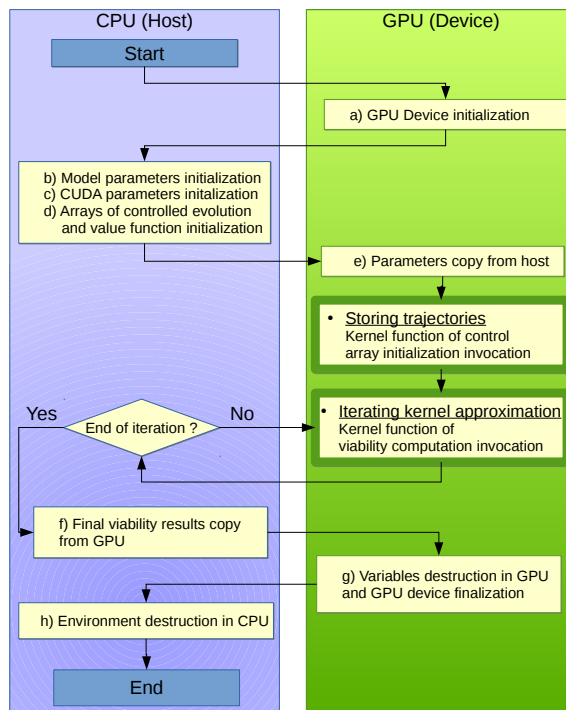 CPU (Host)
GPU (Device)
Start
a) GPU Device initialization
b) Model parameters initialization
c) CUDA parameters initalization
d) Arrays of controlled evolution
and value function initialization
e) Parameters copy from host
• Storing trajectories
Kernel function of control
array initialization invocation
Yes
End of iteration ?
No
• Iterating kernel approximation
Kernel function of
viability computation invocation
f) Final viability results copy
from GPU
g) Variables destruction in GPU
and GPU device finalization
h) Environment destruction in CPU
End